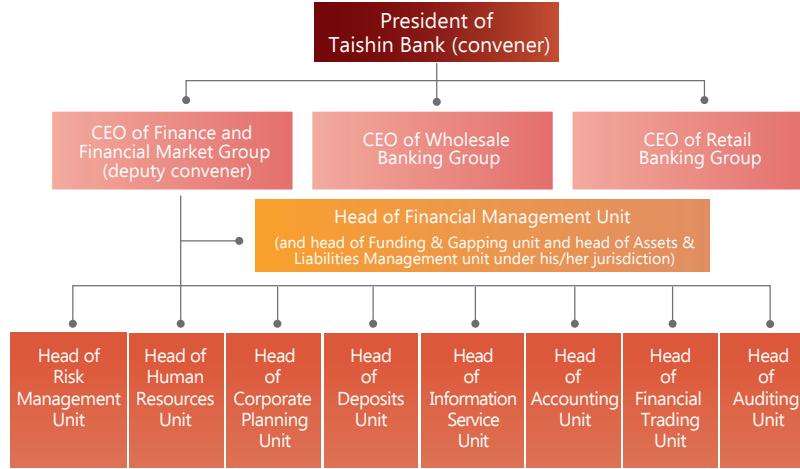 President of
Taishin Bank (convener)
CEO of Finance and
Financial Market Group
(deputy convener)
CEO of Wholesale
Banking Group
CEO of Retail
Banking Group
Head of Financial Management Unit
(and head of Funding & Gapping unit and head of Assets &
Liabilities Management unit under his/her jurisdiction)
Head of
Risk
Management
Unit
Head of
Human
Resources
Unit
Head
of
Corporate
Planning
Unit
Head
of
Deposits
Unit
Head
of
Information
Service
Unit
Head
of
Accounting
Unit
Head
of
Financial
Trading
Unit
Head
of
Auditing
Unit